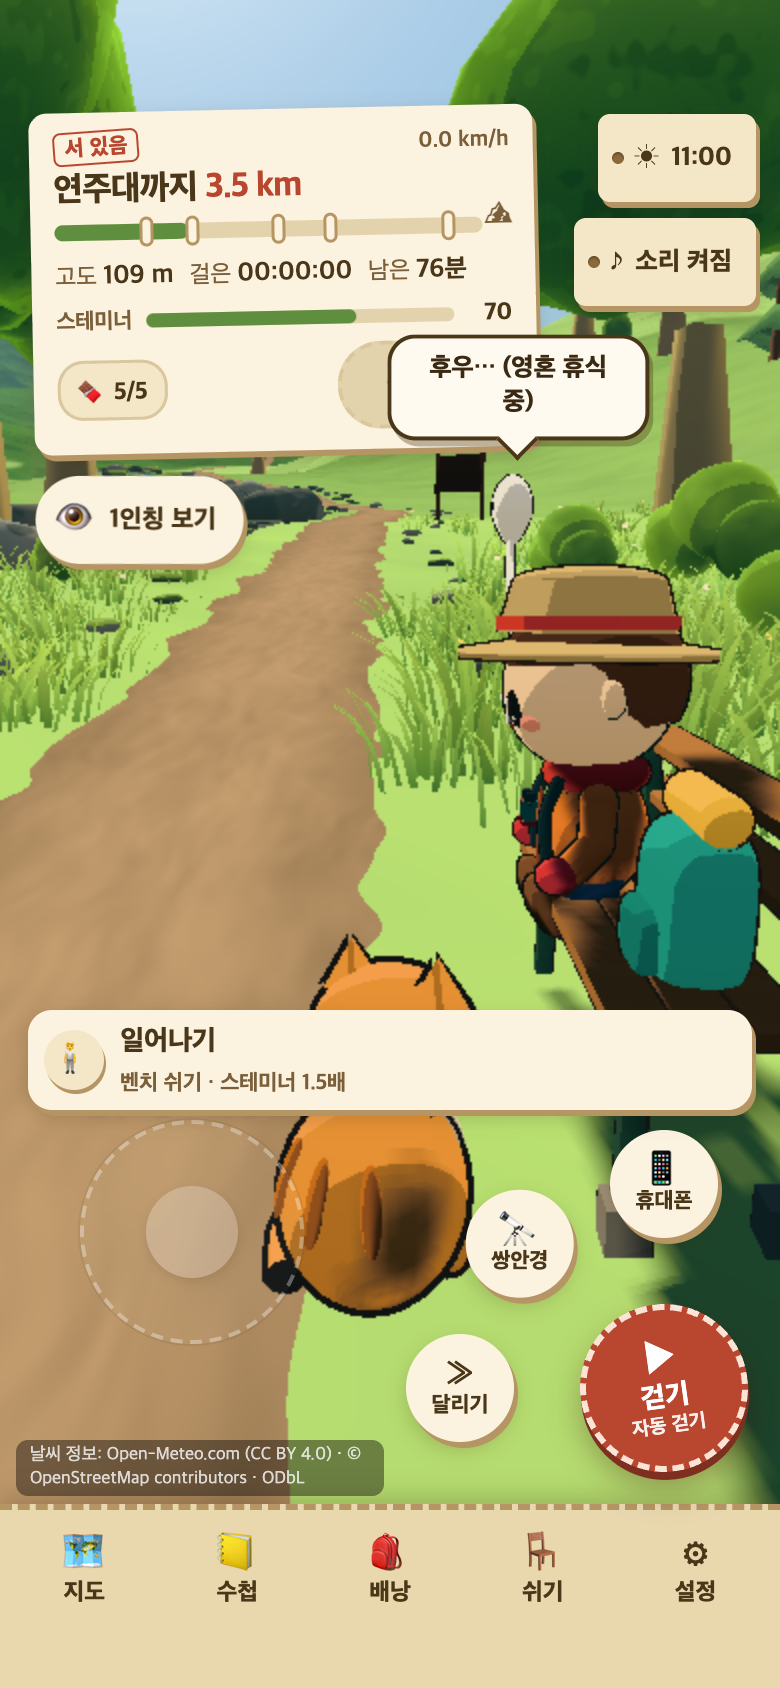 서 있음
0.0 km/h
연주대까지 3.5 km
고도 109 m 걸은 00:00:00 남은 76분
스테미너 70
5/5
11:00
소리 켜짐
후우… (영혼 휴식
중)
1인칭 보기
일어나기
벤치 쉬기 · 스테미너 1.5배
휴대폰
쌍안경
달리기
걷기
자동 걷기
날씨 정보: Open-Meteo.com (CC BY 4.0) · ©
OpenStreetMap contributors · ODbL
지도 수첩 배낭 쉬기 설정